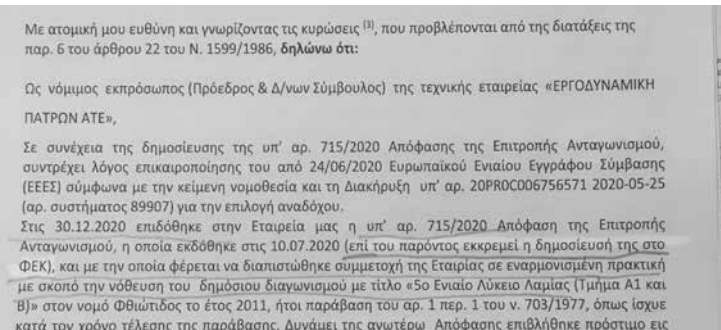 Με ατομική μου ευθύνη και γνωρίζοντας τις κυρώσεις (3), που προβλέπονται από της διατάξεις της
παρ. 6 του άρθρου 22 του Ν. 1599/1986, δηλώνω ότι:
Ως νόμιμος εκπρόσωπος (Πρόεδρος & Δ/νων Σύμβουλος) της τεχνικής εταιρείας «ΕΡΓΟΔΥΝΑΜΙΚΗ
ΠΑΤΡΩΝ ΑΤΕ»,
Σε συνέχεια της δημοσίευσης της υπ' αρ. 715/2020 Απόφασης της Επιτροπής Ανταγωνισμού,
συντρέχει λόγος επικαιροποίησης του από 24/06/2020 Ευρωπαϊκού Ενιαίου Εγγράφου Σύμβασης
(ΕΕΕΣ) σύμφωνα με την κείμενη νομοθεσία και τη Διακήρυξη υπ' αρ. 20PROC006756571 2020-05-25
(αρ. συστήματος 89907) για την επιλογή αναδόχου.
Στις 30.12.2020 επιδόθηκε στην Εταιρεία μας η υπ' αρ. 715/2020 Απόφαση της Επιτροπής
Ανταγωνισμού, η οποία εκδόθηκε στις 10.07.2020 (επί του παρόντος εκκρεμεί η δημοσίευσή της στο
ΦΕΚ), και με την οποία φέρεται να διαπιστώθηκε συμμετοχή της Εταιρίας σε εναρμονισμένη πρακτική
με σκοπό την νόθευση του δημόσιου διαγωνισμού με τίτλο «5ο Ενιαίο Λύκειο Λαμίας (Τμήμα Α1 και
Β)» στον νομό Φθιώτιδος το έτος 2011, ήτοι παράβαση του αρ. 1 περ. 1 του ν. 703/1977, όπως ίσχυε
κατά τον χρόνο τέλεσης της παράβασης. Δυνάμει της ανωτέρω Απόφασης επιβλήθηκε πρόστιμο εις